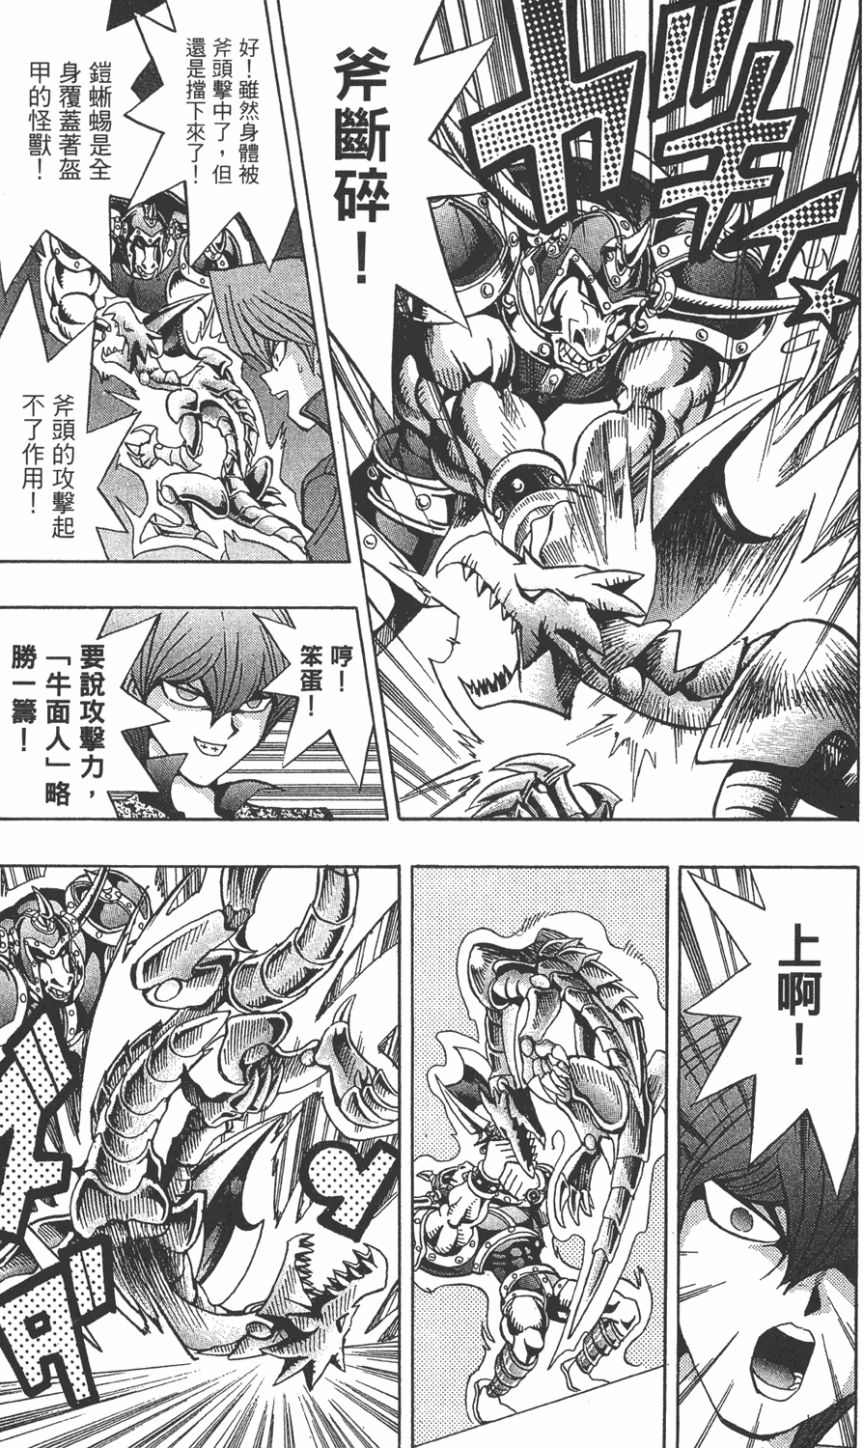 ガキィ
斧斷碎！
好！雖然身體被
斧頭擊中了，但
還是擋下來了！
鎧蜥蜴是全
身覆蓋著盔
甲的怪獸！
斧頭的攻擊起
不了作用！
哼！
笨蛋！
要說攻擊力，
「牛面人」略
勝一籌！
上啊！